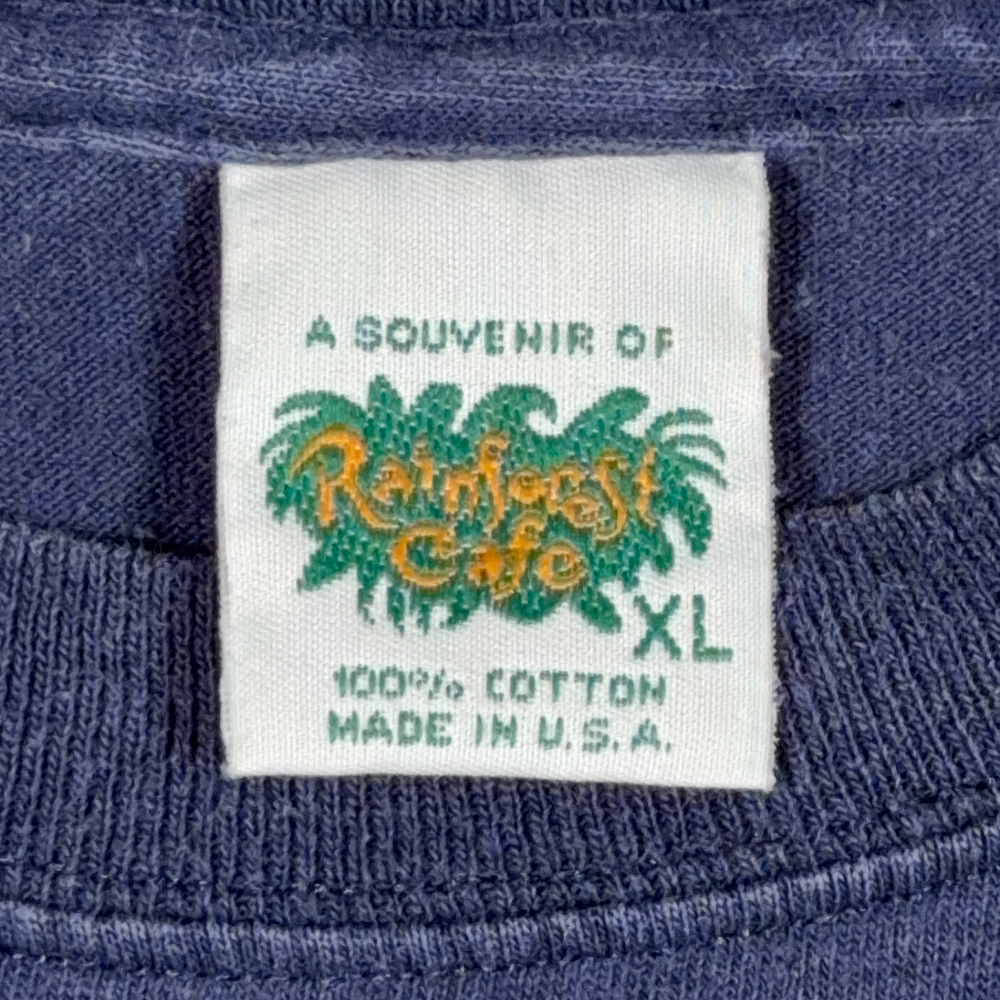 A SOUVENIR OF
Rainforest
Cafe
XL
100% COTTON
MADE IN U.S.A.